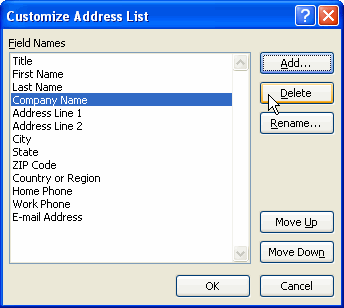 Customize Address List
Field Names
Title
First Name
Last Name
Company Name
Address Line 1
Address Line 2
City
State
ZIP Code
Country or Region
Home Phone
Work Phone
E-mail Address
Add...
Delete
Rename...
Move Up
Move Down
OK
Cancel